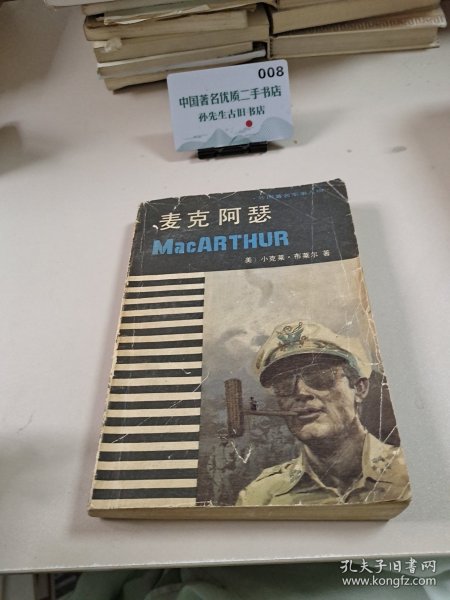 008
中国著名优质二手书店
孙先生古旧书店
麦克阿瑟
MacARTHUR
美〕小克莱·布莱尔 著
孔夫子旧书网
www.kongfz.com